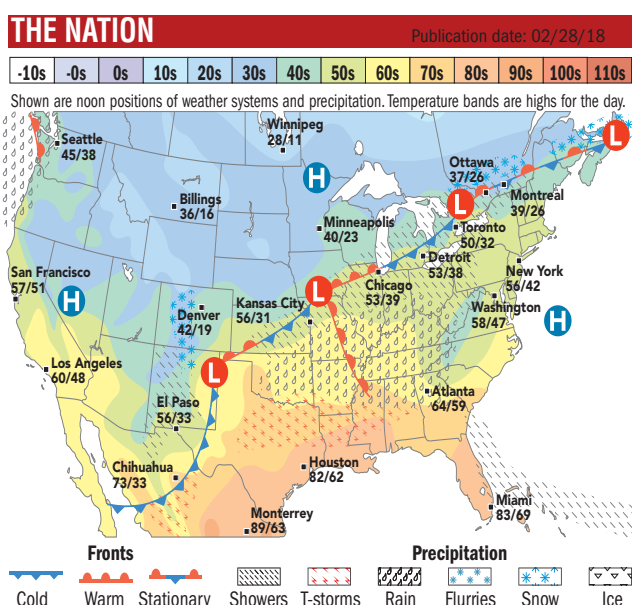 THE NATION
Publication date: 02/28/18
-10s -0s 0s 10s 20s 30s 40s 50s 60s 70s 80s 90s 100s 110s
Shown are noon positions of weather systems and precipitation. Temperature bands are highs for the day.
Winnipeg
28/11
Seattle
45/38
L
Ottawa
37/26
H
Billings
36/16
L
Montreal
39/26
Minneapolis
40/23
Toronto
50/32
Detroit
53/38
San Francisco
57/51
H
Denver
42/19
Kansas City
56/31
L
Chicago
53/39
New York
56/42
Washington
58/47
H
Los Angeles
60/48
L
El Paso
56/33
Atlanta
64/59
Chihuahua
73/33
Houston
82/62
Monterrey
89/63
Miami
83/69
Fronts
Precipitation
Cold Warm Stationary Showers T-storms Rain Flurries Snow Ice